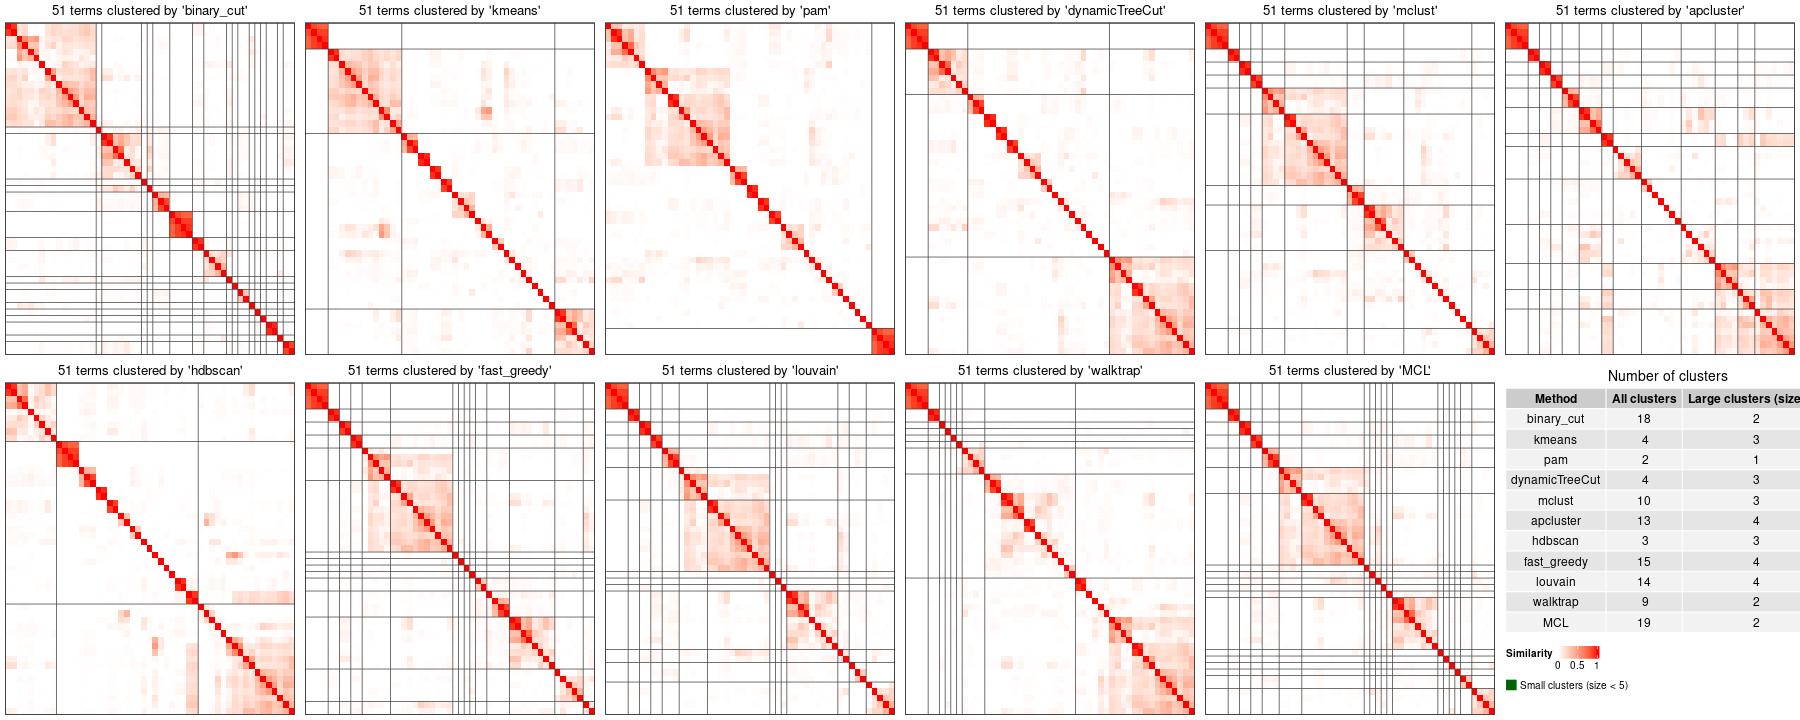 51 terms clustered by 'binary_cut'
51 terms clustered by 'kmeans'
51 terms clustered by 'pam'
51 terms clustered by 'dynamicTreeCut'
51 terms clustered by 'mclust'
51 terms clustered by 'apcluster'
51 terms clustered by 'hdbscan'
51 terms clustered by 'fast_greedy'
51 terms clustered by 'louvain'
51 terms clustered by 'walktrap'
51 terms clustered by 'MCL'
Number of clusters
Method All clusters Large clusters (size
binary_cut 18 2
kmeans 4 3
pam 2 1
dynamicTreeCut 4 3
mclust 10 3
apcluster 13 4
hdbscan 3 3
fast_greedy 15 4
louvain 14 4
walktrap 9 2
MCL 19 2
Similarity
0 0.5 1
Small clusters (size < 5)